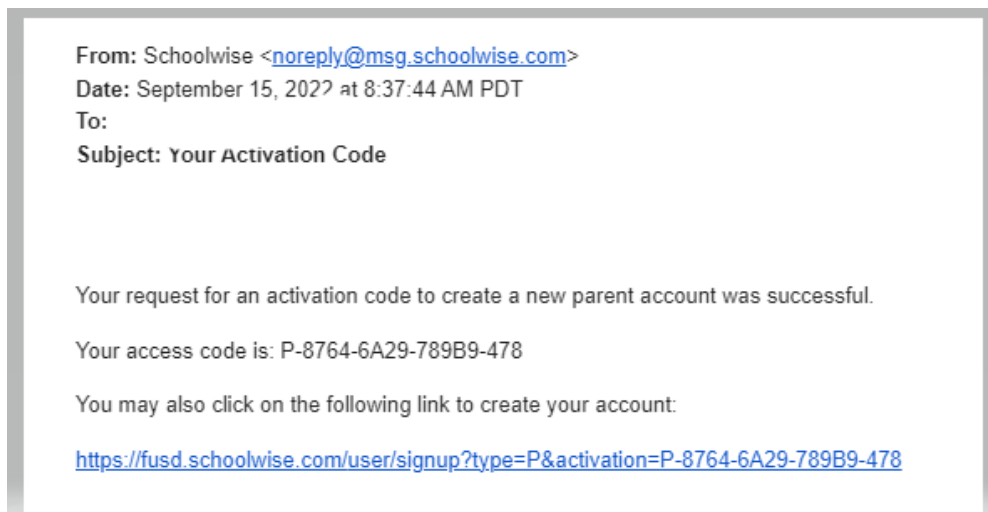 From: Schoolwise <noreply@msg.schoolwise.com>
Date: September 15, 2022 at 8:37:44 AM PDT
To:
Subject: Your Activation Code
Your request for an activation code to create a new parent account was successful.
Your access code is: P-8764-6A29-789B9-478
You may also click on the following link to create your account:
https://fusd.schoolwise.com/user/signup?type=P&activation=P-8764-6A29-789B9-478